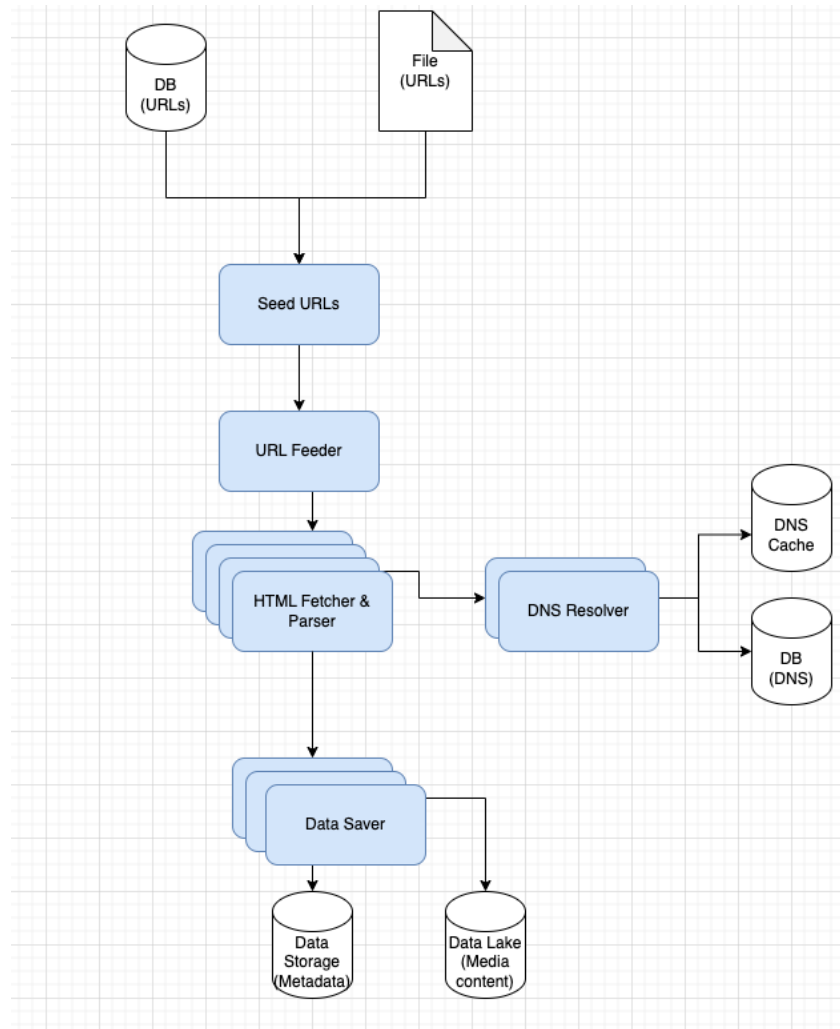 DB
(URLs)
File
(URLs)
Seed URLs
URL Feeder
HTML Fetcher &
Parser
DNS Resolver
DNS
Cache
DB
(DNS)
Data Saver
Data
Storage
(Metadata)
Data Lake
(Media
content)